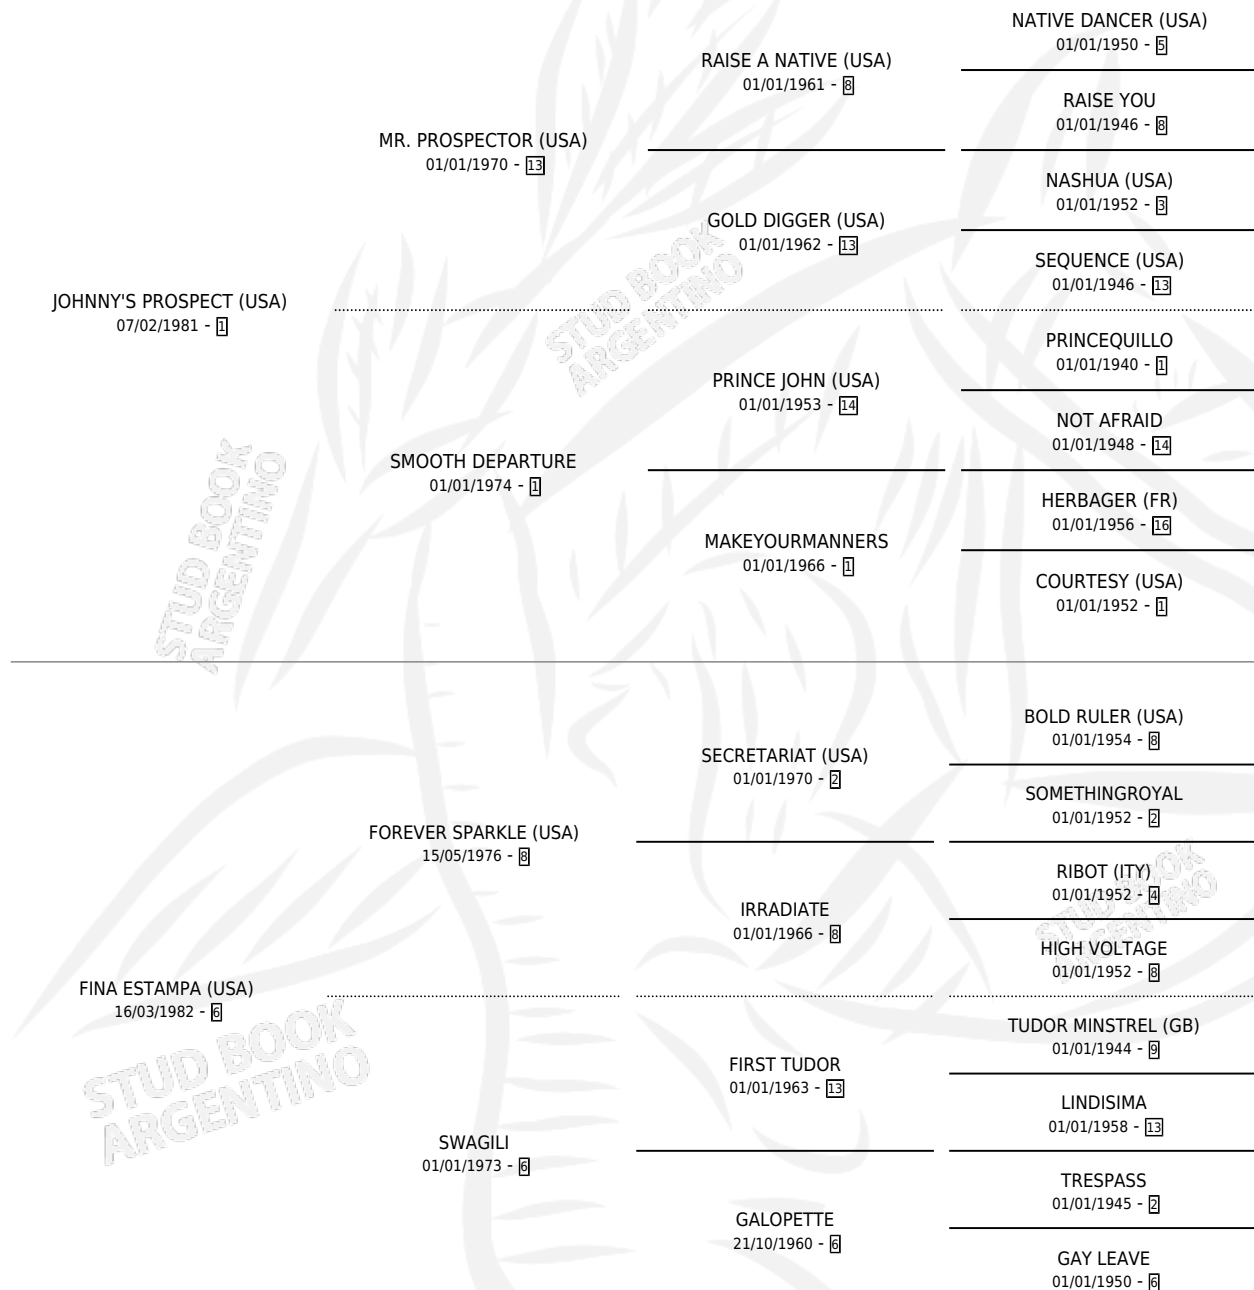 NATIVE DANCER (USA)
01/01/1950 - 5
RAISE A NATIVE (USA)
01/01/1961 - 8
RAISE YOU
01/01/1946 - 8
MR. PROSPECTOR (USA)
01/01/1970 - 13
NASHUA (USA)
01/01/1952 - 3
GOLD DIGGER (USA)
01/01/1962 - 13
SEQUENCE (USA)
01/01/1946 - 13
JOHNNY'S PROSPECT (USA)
07/02/1981 - 1
STUD BOOK
ARGENTINO
PRINCEQUILLO
01/01/1940 - 1
PRINCE JOHN (USA)
01/01/1953 - 14
NOT AFRAID
01/01/1948 - 14
SMOOTH DEPARTURE
01/01/1974 - 1
HERBAGER (FR)
01/01/1956 - 16
MAKEYOURMANNERS
01/01/1966 - 1
COURTESY (USA)
01/01/1952 - 1
STUD BOOK
ARGENTINO
BOLD RULER (USA)
01/01/1954 - 8
SECRETARIAT (USA)
01/01/1970 - 2
SOMETHINGROYAL
01/01/1952 - 2
FOREVER SPARKLE (USA)
15/05/1976 - 8
RIBOT (ITY)
01/01/1952 - 4
IRRADIATE
01/01/1966 - 8
HIGH VOLTAGE
01/01/1952 - 8
STUD BOOK
ARGENTINO
FINA ESTAMPA (USA)
16/03/1982 - 6
TUDOR MINSTREL (GB)
01/01/1944 - 9
FIRST TUDOR
01/01/1963 - 13
LINDISIMA
01/01/1958 - 13
STUD BOOK
ARGENTINO
SWAGILI
01/01/1973 - 6
TRESPASS
01/01/1945 - 2
GALOPETTE
21/10/1960 - 6
GAY LEAVE
01/01/1950 - 6